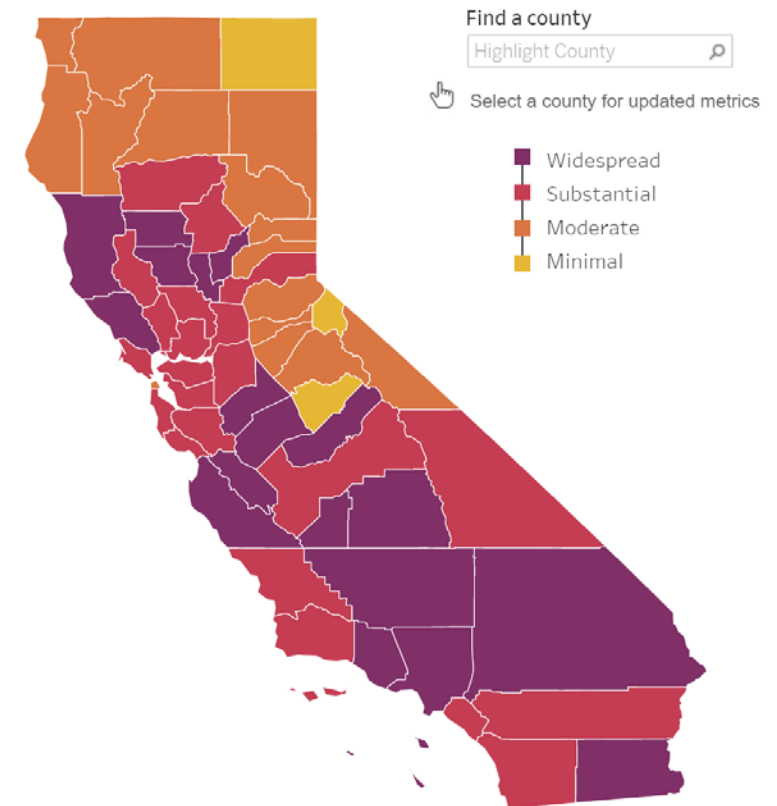 Find a county
Highlight County
Select a county for updated metrics
Widespread
Substantial
Moderate
Minimal